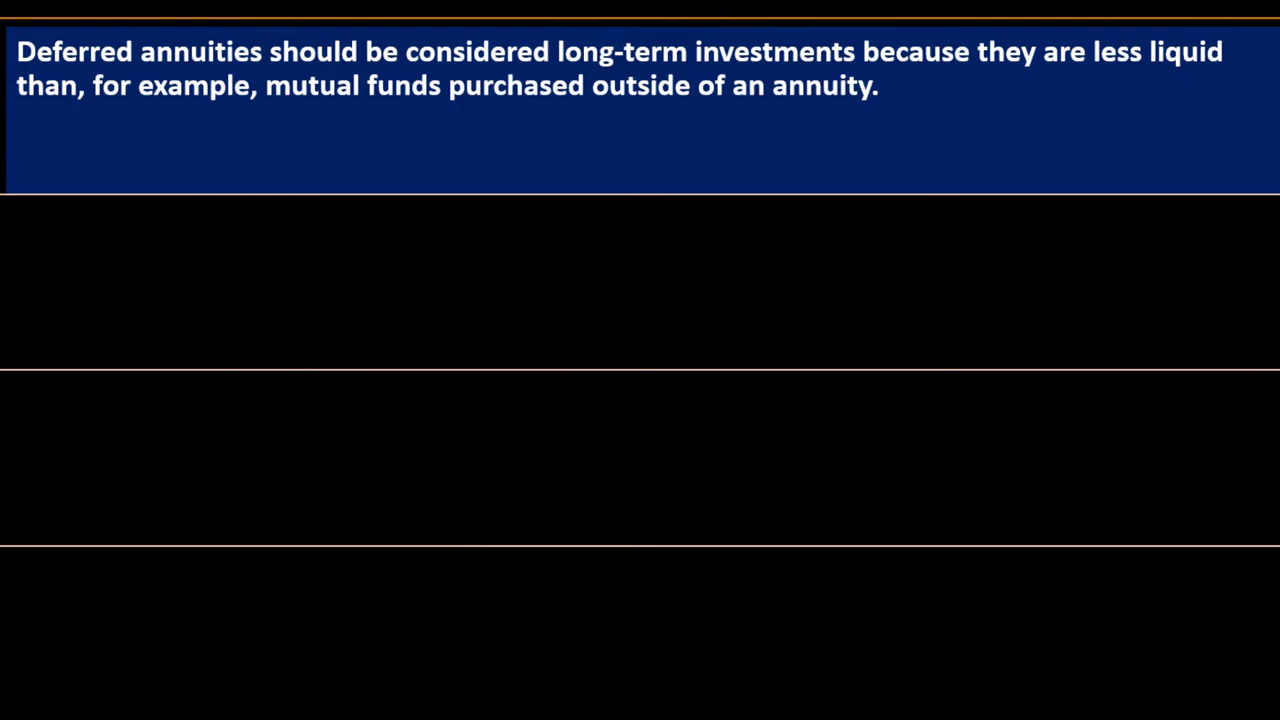 Deferred annuities should be considered long-term investments because they are less liquid
than, for example, mutual funds purchased outside of an annuity.